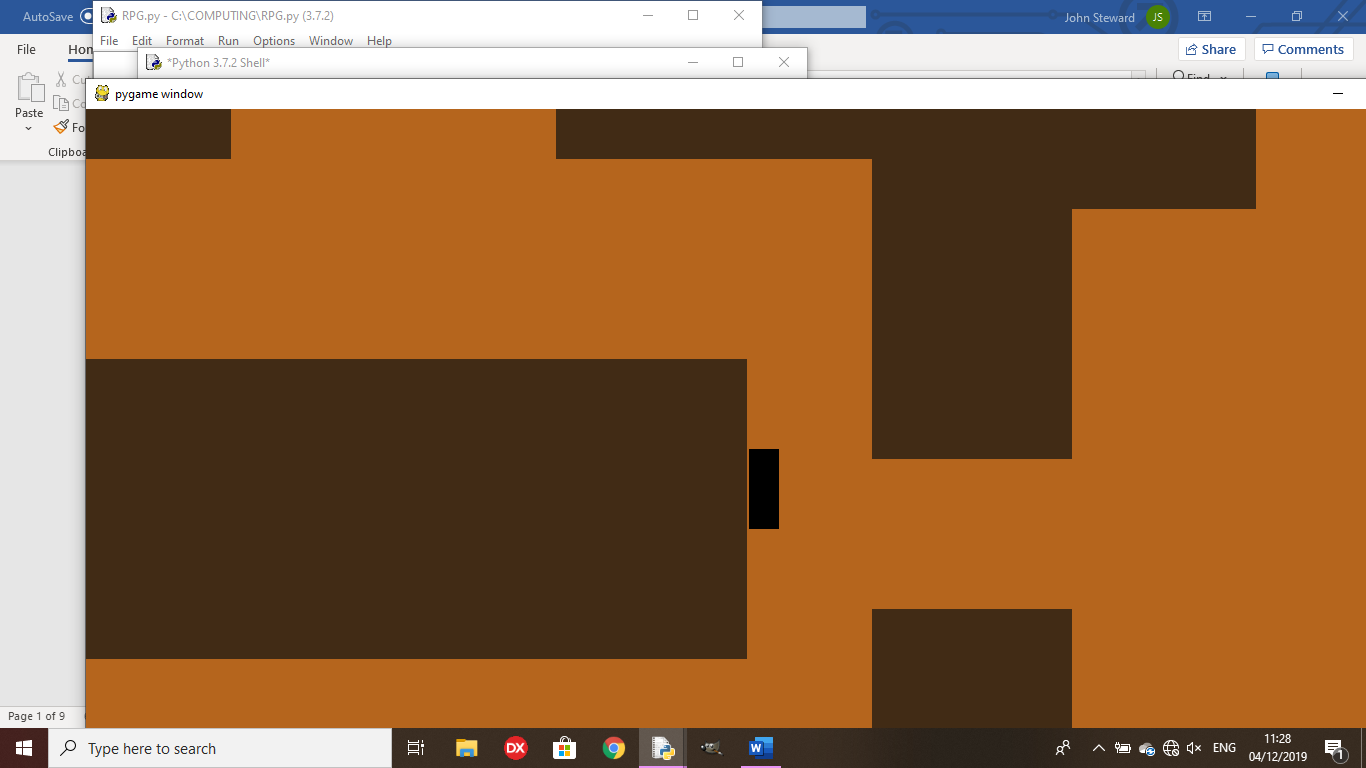 AutoSave
RPG.py - C:\COMPUTING\RPG.py (3.7.2)
John Steward
JS
File Edit Format Run Options Window Help
File
Share
Comments
*Python 3.7.2 Shell*
Paste
pygame window
Page 1 of 9
DX
Type here to search
ENG
11:28
04/12/2019
1